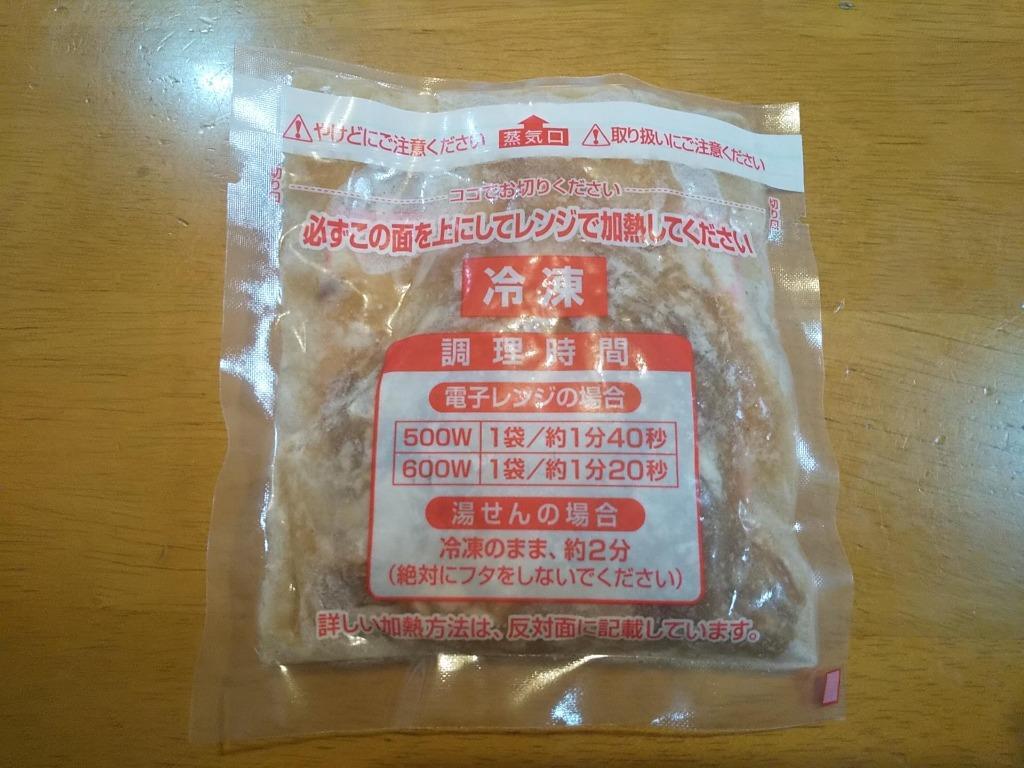 やけどにご注意ください 蒸気口 取り扱いにご注意ください
ココでお切りください
切り口
必ずこの面を上にしてレンジで加熱してください
冷凍
調理時間
電子レンジの場合
500W 1袋/約1分40秒
600W 1袋/約1分20秒
湯せんの場合
冷凍のまま、約2分
(絶対にフタをしないでください)
詳しい加熱方法は、反対面に記載しています。